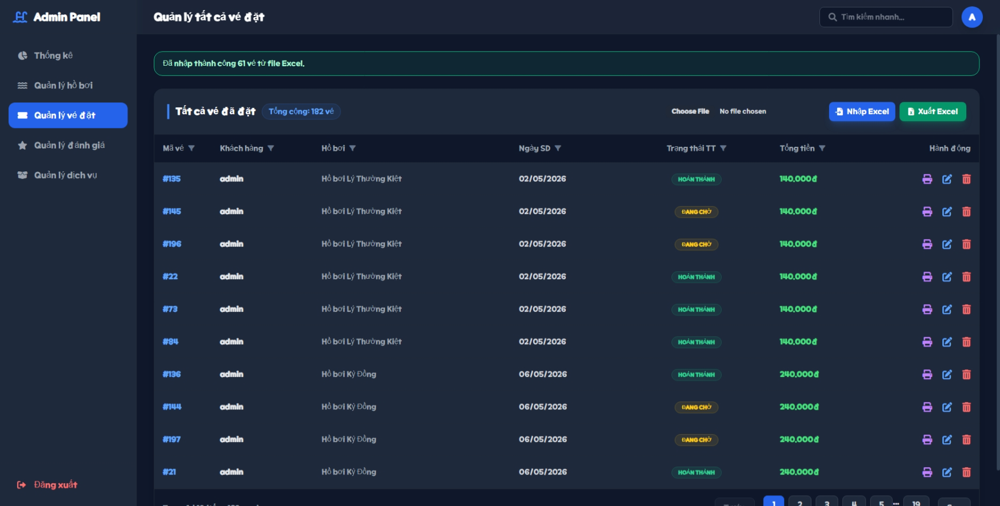 Admin Panel
Quản lý tất cả vé đặt
Tìm kiếm nhanh...
A
Thống kê
Quản lý hồ bơi
Quản lý vé đặt
Quản lý đánh giá
Quản lý dịch vụ
Đăng xuất
Đã nhập thành công 61 vé từ file Excel.
Tất cả vé đã đặt Tổng cộng: 182 vé
Choose File No file chosen
Nhập Excel
Xuất Excel
Mã vé Khách hàng Hồ bơi Ngày SD Trạng thái TT Tổng tiền Hành động
#135 admin Hồ bơi Lý Thường Kiệt 02/05/2026 HOÀN THÀNH 140.000đ
#145 admin Hồ bơi Lý Thường Kiệt 02/05/2026 ĐANG CHỜ 140.000đ
#196 admin Hồ bơi Lý Thường Kiệt 02/05/2026 ĐANG CHỜ 140.000đ
#22 admin Hồ bơi Lý Thường Kiệt 02/05/2026 HOÀN THÀNH 140.000đ
#73 admin Hồ bơi Lý Thường Kiệt 02/05/2026 HOÀN THÀNH 140.000đ
#84 admin Hồ bơi Lý Thường Kiệt 02/05/2026 HOÀN THÀNH 140.000đ
#136 admin Hồ bơi Kỳ Đồng 06/05/2026 HOÀN THÀNH 240.000đ
#144 admin Hồ bơi Kỳ Đồng 06/05/2026 ĐANG CHỜ 240.000đ
#197 admin Hồ bơi Kỳ Đồng 06/05/2026 ĐANG CHỜ 240.000đ
#21 admin Hồ bơi Kỳ Đồng 06/05/2026 HOÀN THÀNH 240.000đ
1 2 3 4 5 ... 19